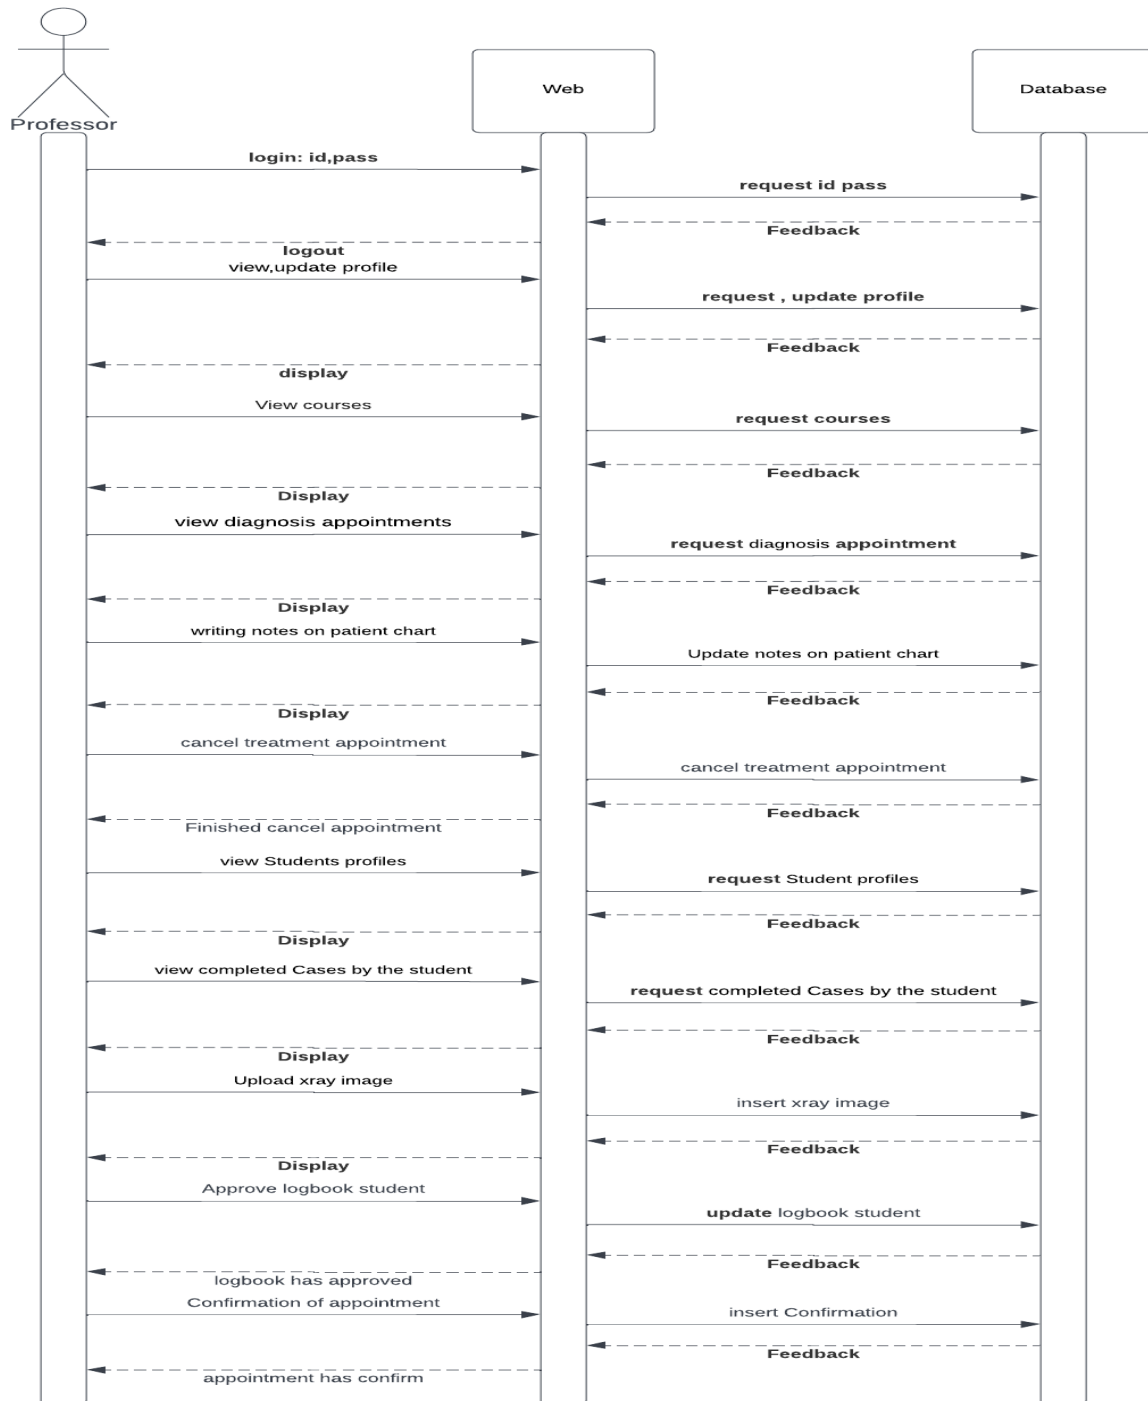 Professor
Web
Database
login: id,pass
request id pass
Feedback
logout
view,update profile
request , update profile
Feedback
display
View courses
request courses
Feedback
Display
view diagnosis appointments
request diagnosis appointment
Feedback
Display
writing notes on patient chart
Update notes on patient chart
Feedback
Display
cancel treatment appointment
cancel treatment appointment
Feedback
Finished cancel appointment
view Students profiles
request Student profiles
Feedback
Display
view completed Cases by the student
request completed Cases by the student
Feedback
Display
Upload xray image
insert xray image
Feedback
Display
Approve logbook student
update logbook student
Feedback
logbook has approved
Confirmation of appointment
insert Confirmation
Feedback
appointment has confirm